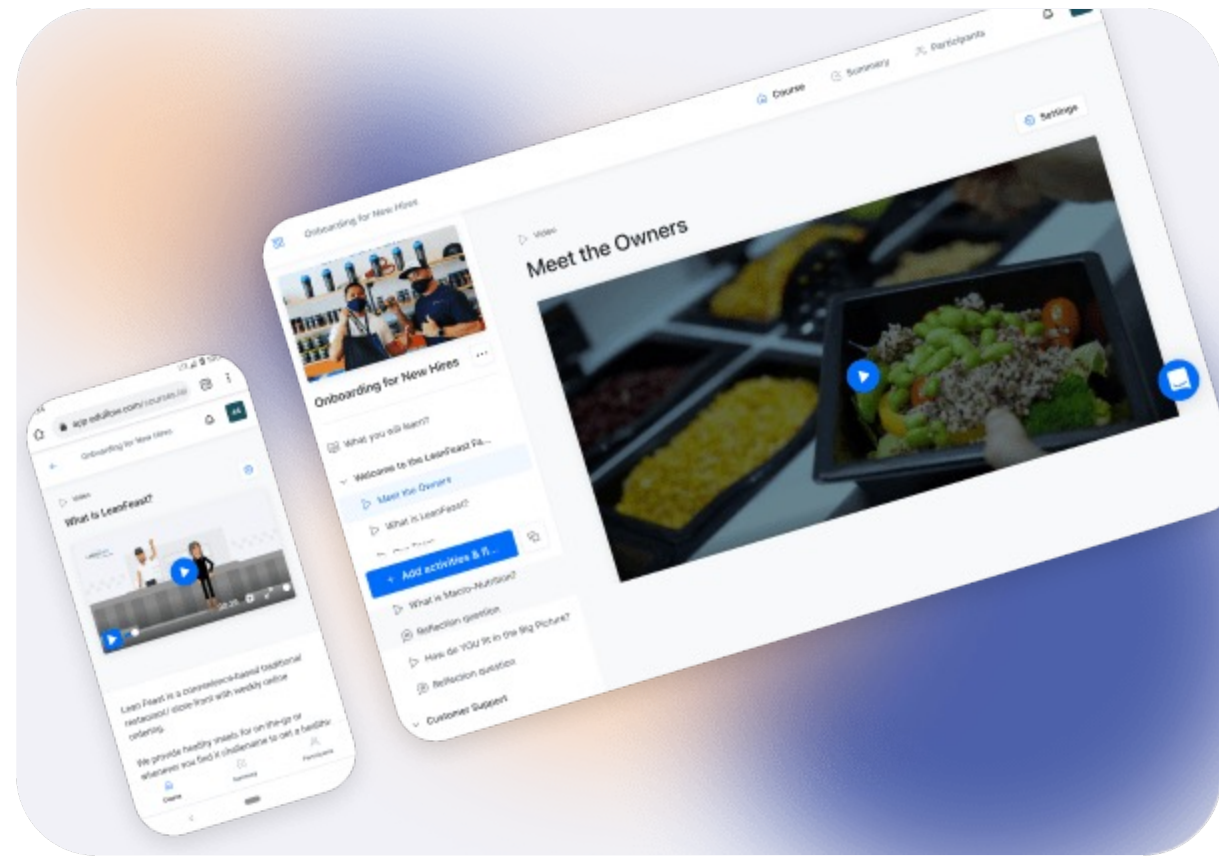 Onboarding for New Hires
Course
Summary
Participants
Settings
Onboarding for New Hires
What you will learn?
Welcome to the LeanFeast Fa...
Meet the Owners
What is LeanFeast?
+ Add activities & fl...
What is Macro-Nutrition?
Reflection question
How do YOU fit in the Big Picture?
Reflection question
Customer Support
Video
Meet the Owners
app.eduflow.com/courses
Onboarding for New Hires
Video
What is LeanFeast?
00:25
Lean Feast is a convenience-based traditional
restaurant/ store front with weekly online
ordering.
We provide healthy meals for on-the-go or
whenever you find it challenging to get a healthy
Course
Summary
Participants